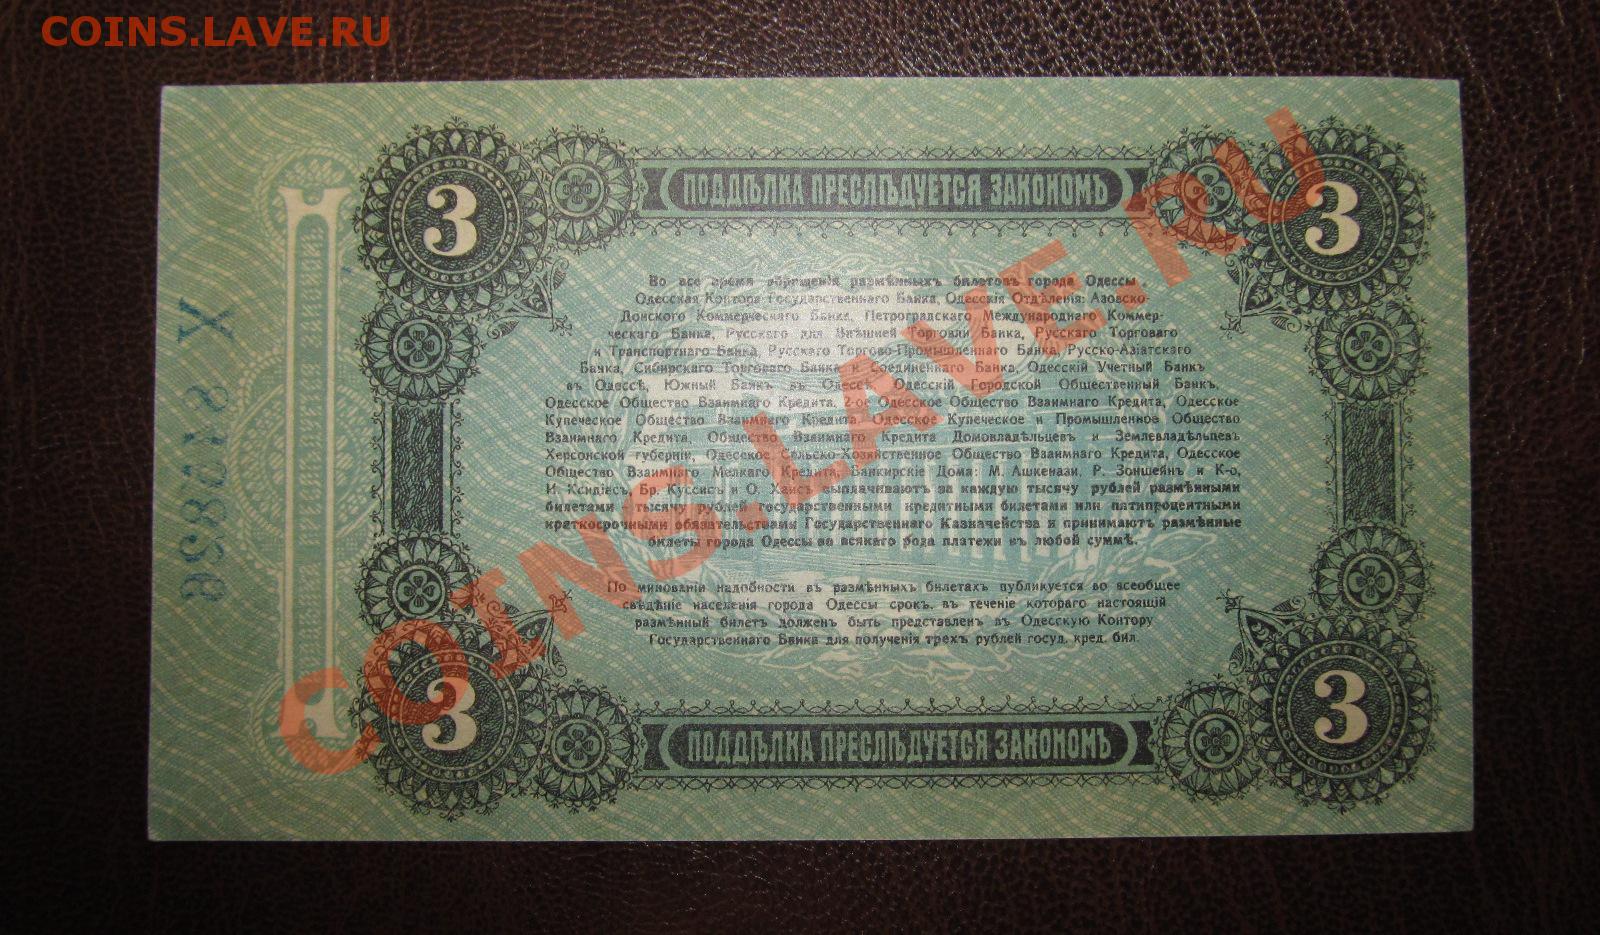 COINS.LAVE.RU
3 ПОДДѢЛКА ПРЕСЛѢДУЕТСЯ ЗАКОНОМЪ 3
Во все время обращенія размѣнныхъ билетовъ города Одессы
Одесская Контора Государственнаго Банка, Одесскія Отдѣленія: Азовско-
Донского Коммерческаго Банка, Петроградскаго Международнаго Коммер-
ческаго Банка, Русскаго для Внѣшней Торговли Банка, Русскаго Торговаго
и Транспортнаго Банка, Русскаго Торгово-Промышленнаго Банка, Русско-Азіатскаго
Банка, Сибирскаго Торговаго Банка и Соединеннаго Банка, Одесскій Учетный Банкъ
въ Одессѣ, Южный Банкъ въ Одессѣ, Одесскій Городской Общественный Банкъ,
Одесское Общество Взаимнаго Кредита, 2-ое Одесское Общество Взаимнаго Кредита, Одесское
Купеческое Общество Взаимнаго Кредита, Одесское Купеческое и Промышленное Общество
Взаимнаго Кредита, Общество Взаимнаго Кредита Домовладѣльцевъ и Землевладѣльцевъ
Херсонской губерніи, Одесское Сельско-Хозяйственное Общество Взаимнаго Кредита, Одесское
Общество Взаимнаго Мелкаго Кредита, Банкирскіе Дома: М. Ашкенази, Р. Зоншейнъ и К-о,
И. Ксидіасъ, Бр. Куссисъ и О. Хаисъ выплачиваютъ за каждую тысячу рублей размѣнными
билетами тысячу рублей государственными кредитными билетами или пятипроцентными
краткосрочными обязательствами Государственнаго Казначейства и принимаютъ размѣнные
билеты города Одессы во всякаго рода платежи въ любой суммѣ.
По минованіи надобности въ размѣнныхъ билетахъ публикуется во всеобщее
свѣдѣніе населенія города Одессы срокъ, въ теченіе котораго настоящій
размѣнный билетъ долженъ быть представленъ въ Одесскую Контору
Государственнаго Банка для полученія трехъ рублей госуд. кред. бил.
3 ПОДДѢЛКА ПРЕСЛѢДУЕТСЯ ЗАКОНОМЪ 3
COINS.LAVE.RU